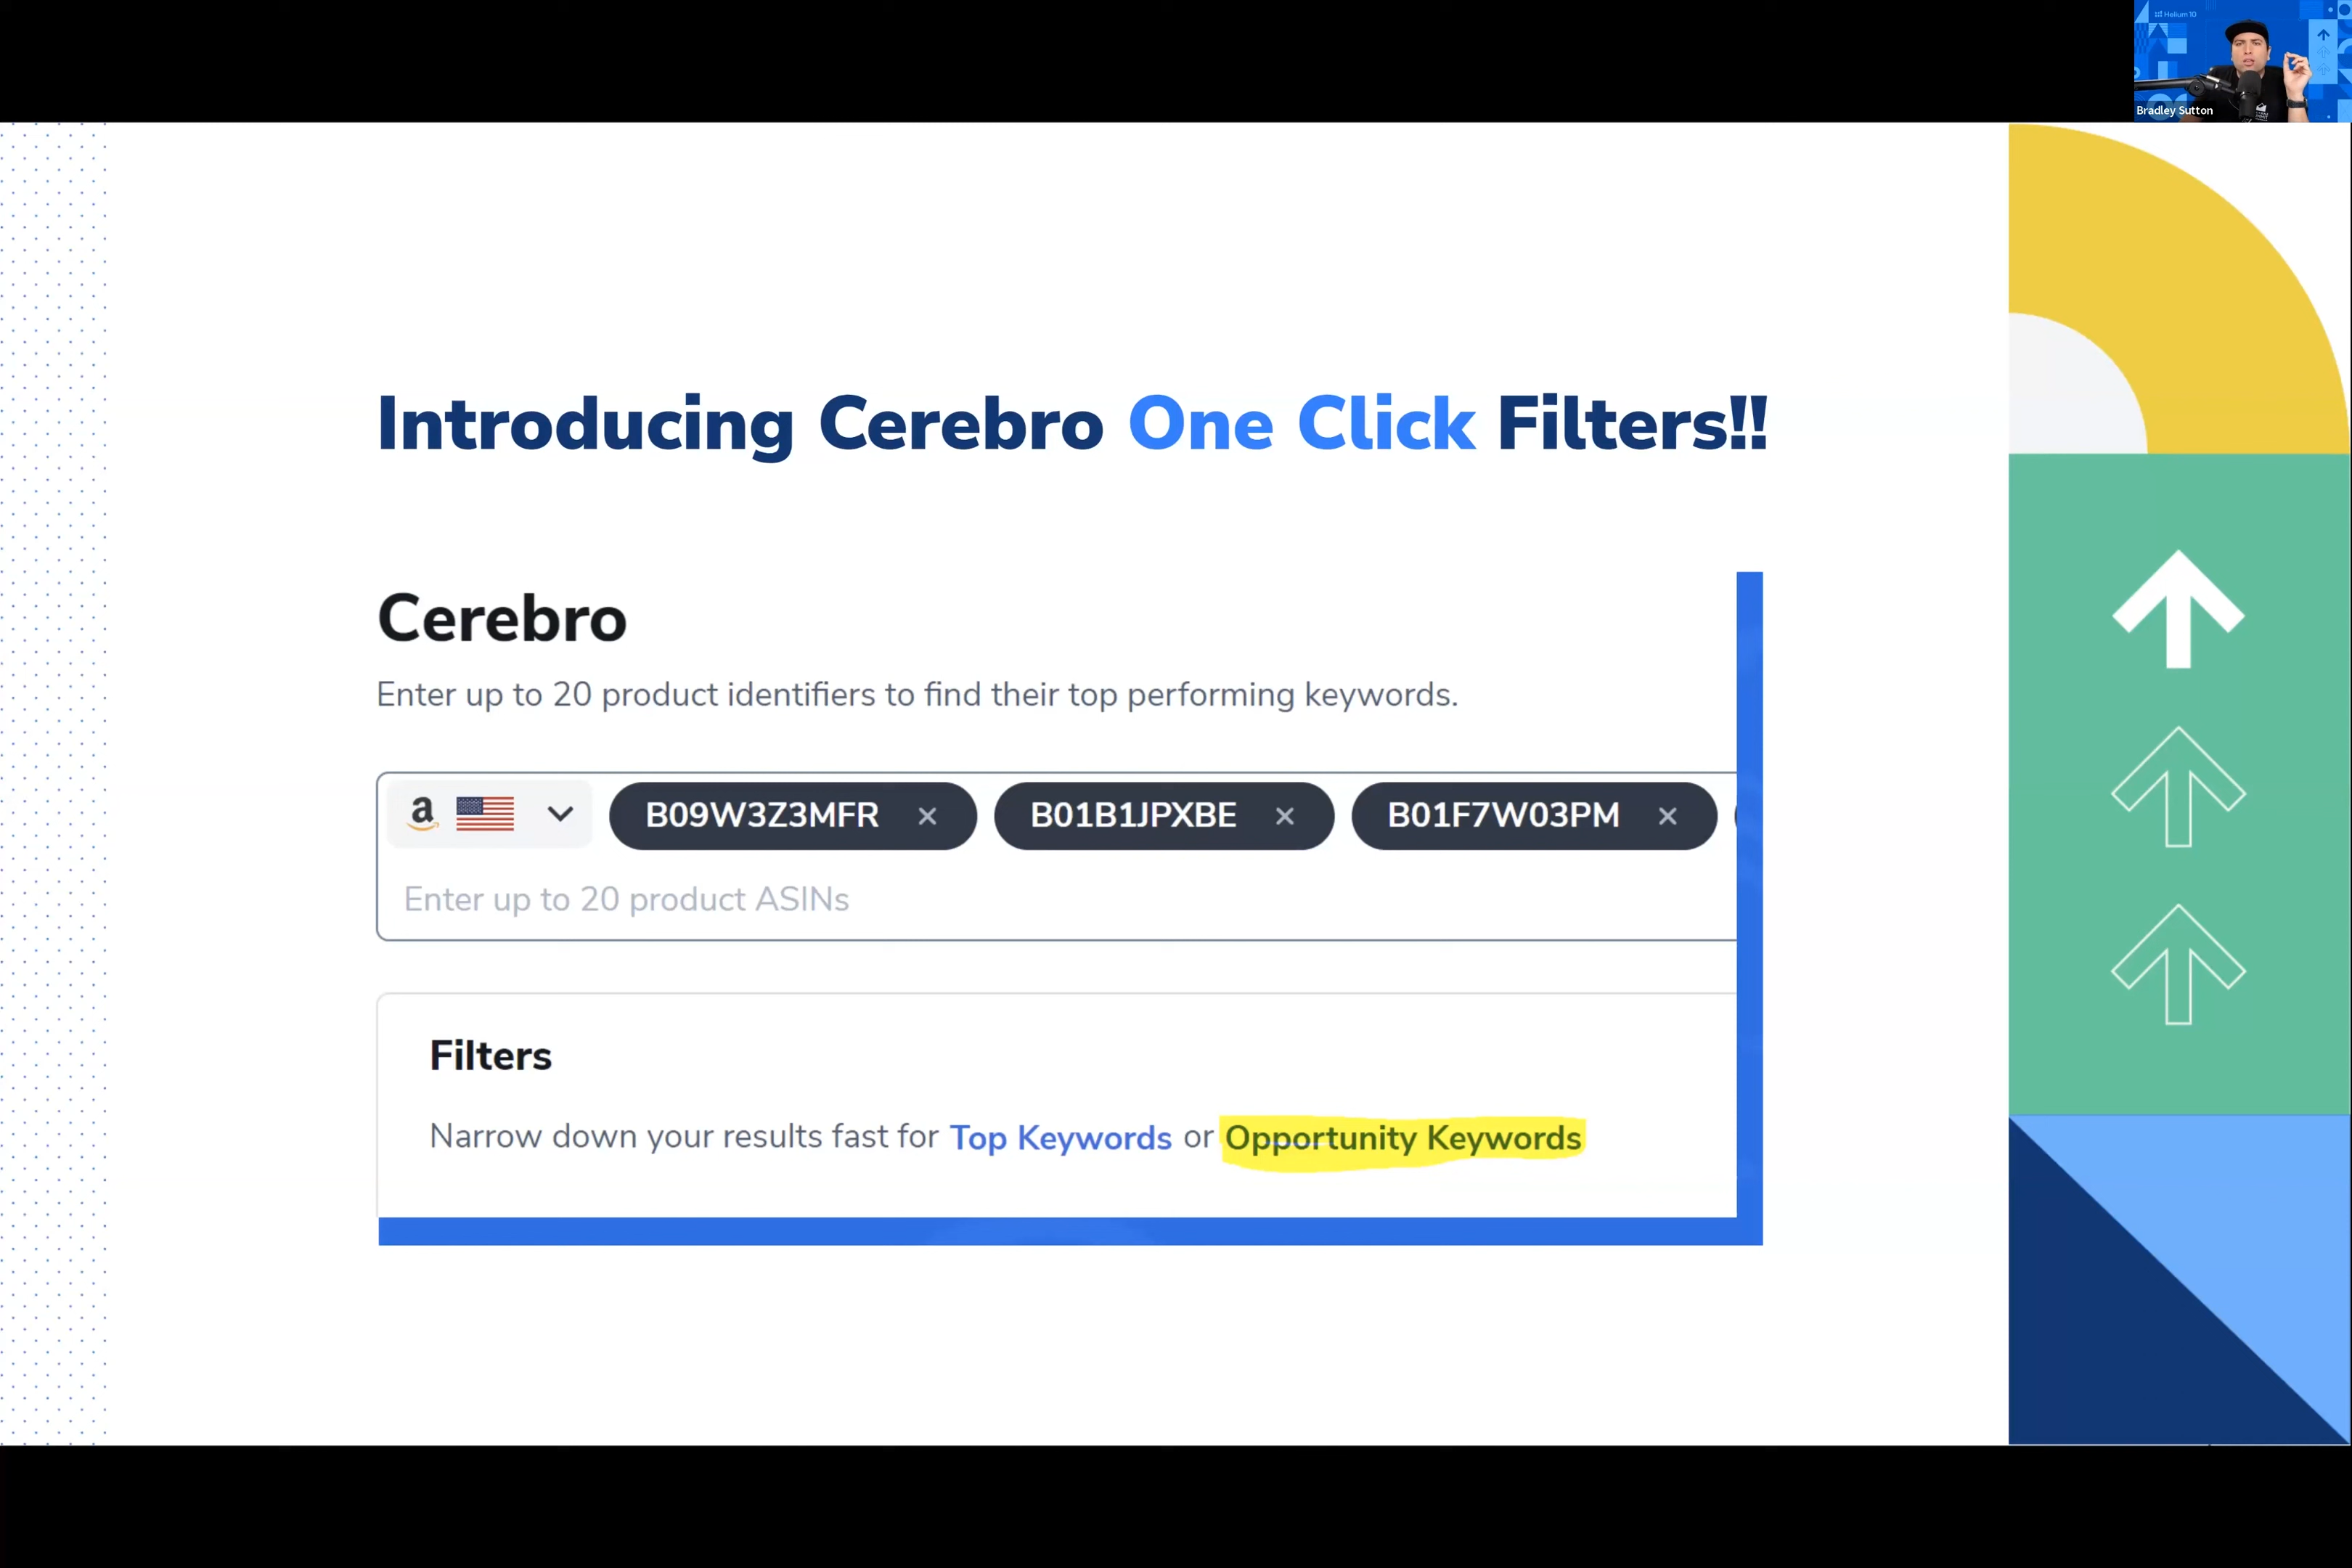 Helium 10
Bradley Sutton
Introducing Cerebro One Click Filters!!
Cerebro
Enter up to 20 product identifiers to find their top performing keywords.
a B09W3Z3MFR × B01B1JPXBE × B01F7W03PM ×
Enter up to 20 product ASINs
Filters
Narrow down your results fast for Top Keywords or Opportunity Keywords